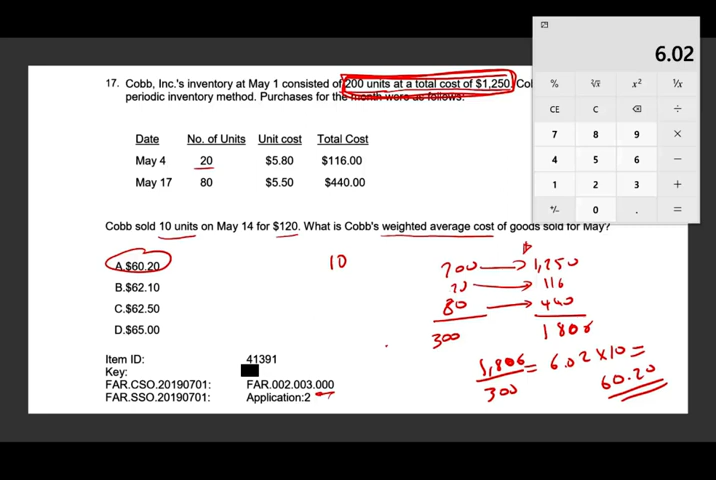 6.02
% ²√x x² ¹/x
CE C ⌫ ÷
7 8 9 ×
4 5 6 −
1 2 3 +
+/− 0 . =
17. Cobb, Inc.'s inventory at May 1 consisted of 200 units at a total cost of $1,250. Col
periodic inventory method. Purchases for the month were as follows:
Date No. of Units Unit cost Total Cost
May 4 20 $5.80 $116.00
May 17 80 $5.50 $440.00
Cobb sold 10 units on May 14 for $120. What is Cobb's weighted average cost of goods sold for May?
A.$60.20
B.$62.10
C.$62.50
D.$65.00
10
200 → 1,250
20 → 116
80 → 440
300 1806
1,806 = 6.02 x 10 =
300
60.20
Item ID: 41391
Key:
FAR.CSO.20190701: FAR.002.003.000
FAR.SSO.20190701: Application:2